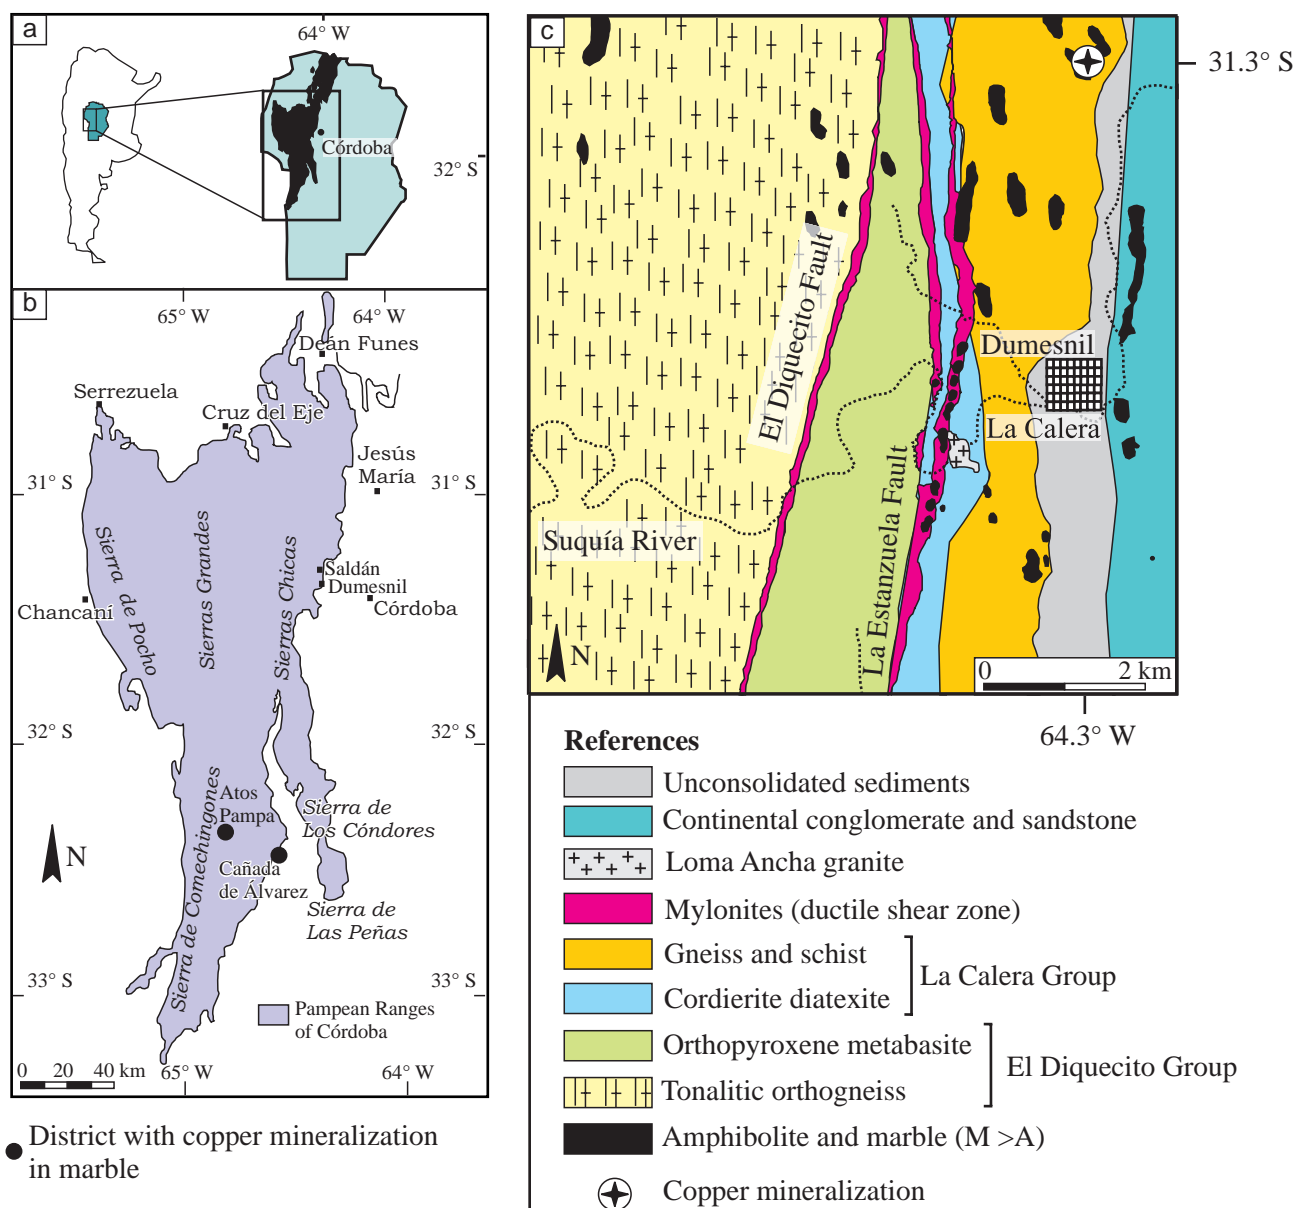 a
64° W
Córdoba
32° S
b
65° W
64° W
Deán Funes
Serrezuela
Cruz del Eje
Jesús
María
31° S
31° S
Sierra de Pocho
Sierras Grandes
Sierras Chicas
Saldán
Dumesnil
Chancaní
Córdoba
32° S
32° S
Atos
Pampa
Sierra de
Los Cóndores
Cañada
de Álvarez
Sierra de Comechingones
Sierra de
Las Peñas
33° S
33° S
N
Pampean Ranges
of Córdoba
0 20 40 km
65° W
64° W
District with copper mineralization
in marble
c
31.3° S
El Diquecito Fault
Dumesnil
La Calera
La Estanzuela Fault
Suquía River
N
0 2 km
64.3° W
References
Unconsolidated sediments
Continental conglomerate and sandstone
Loma Ancha granite
Mylonites (ductile shear zone)
Gneiss and schist
La Calera Group
Cordierite diatexite
Orthopyroxene metabasite
El Diquecito Group
Tonalitic orthogneiss
Amphibolite and marble (M >A)
Copper mineralization